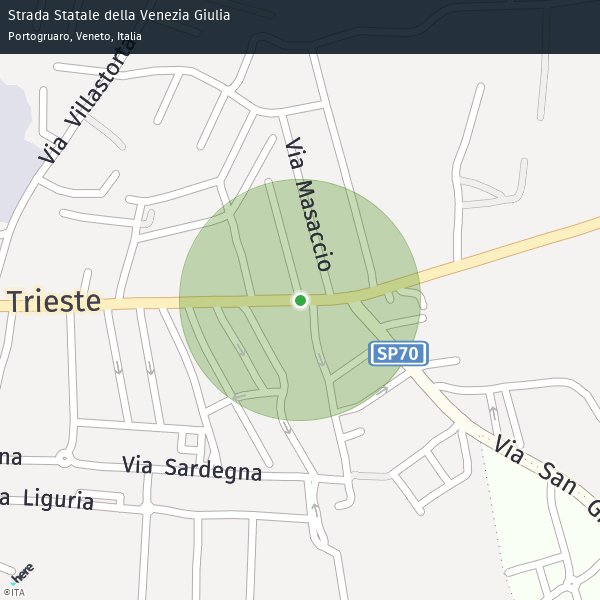 Strada Statale della Venezia Giulia
Portogruaro, Veneto, Italia
Via Villastorta
Via Masaccio
Trieste
SP70
na
Via Sardegna
a Liguria
Via San G
here
©ITA